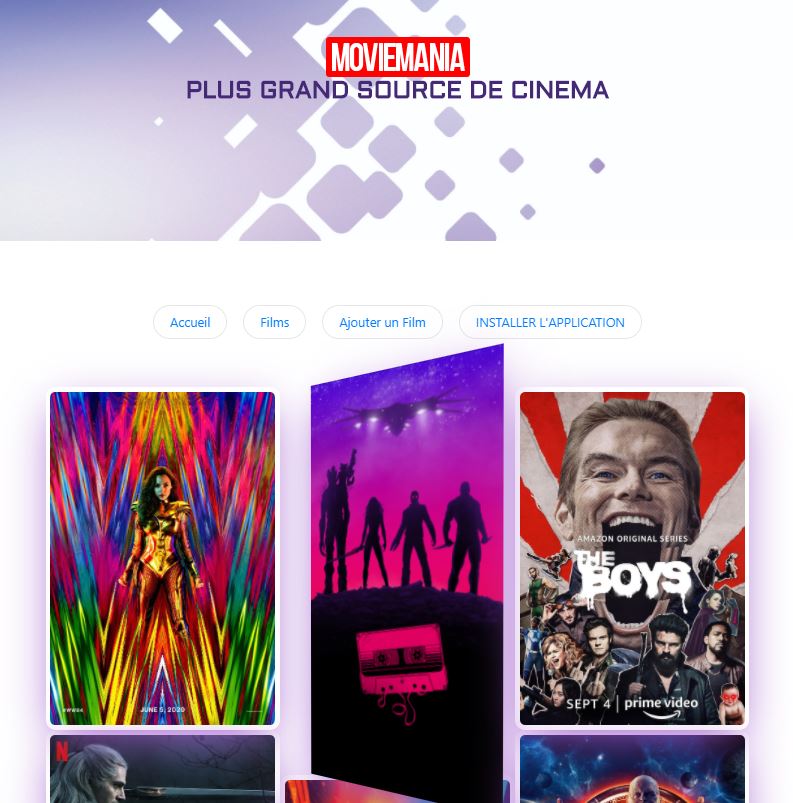 MOVIEMANIA
PLUS GRAND SOURCE DE CINEMA
Accueil
Films
Ajouter un Film
INSTALLER L'APPLICATION
#WW84
JUNE 5, 2020
AMAZON ORIGINAL SERIES
THE
BOYS
SEPT 4 | prime video
N